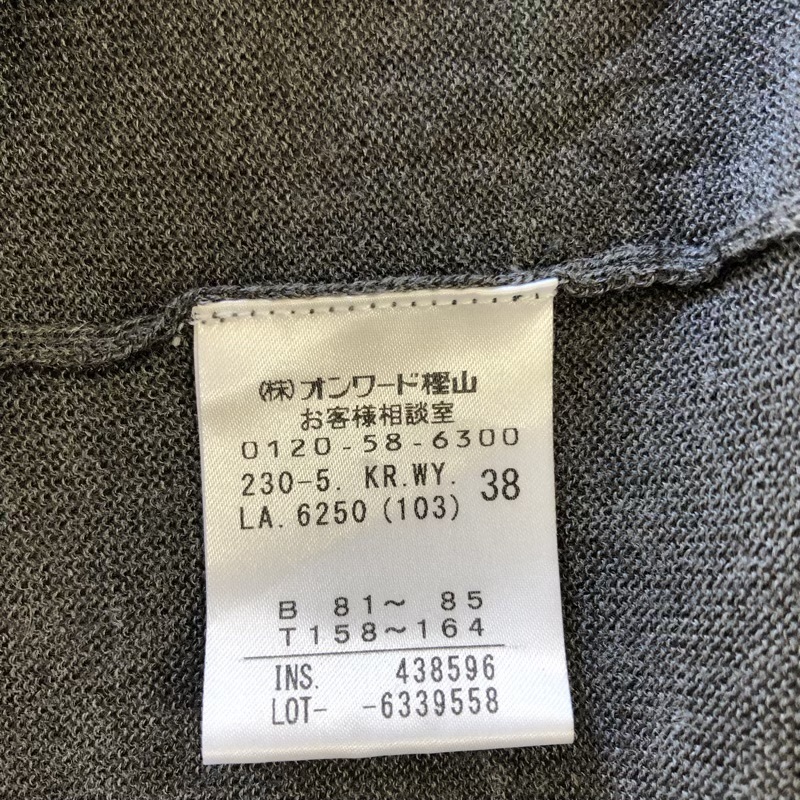 (株)オンワード樫山
お客様相談室
0120-58-6300
230-5. KR.WY. 38
LA. 6250 (103)
B 81~ 85
T158~164
INS. 438596
LOT- -6339558